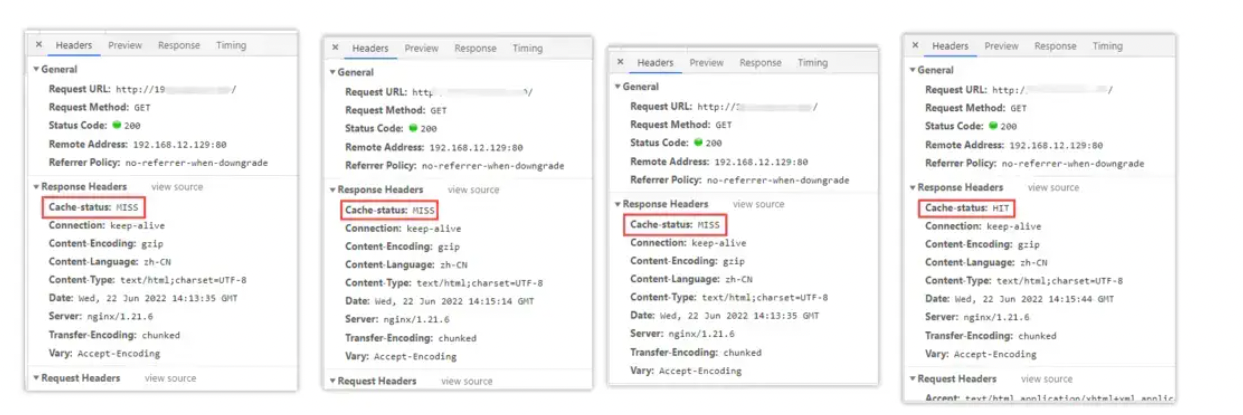 × Headers Preview Response Timing
▼ General
Request URL: http://19 /
Request Method: GET
Status Code: 200
Remote Address: 192.168.12.129:80
Referrer Policy: no-referrer-when-downgrade
▼ Response Headers view source
Cache-status: MISS
Connection: keep-alive
Content-Encoding: gzip
Content-Language: zh-CN
Content-Type: text/html;charset=UTF-8
Date: Wed, 22 Jun 2022 14:13:35 GMT
Server: nginx/1.21.6
Transfer-Encoding: chunked
Vary: Accept-Encoding
▼ Request Headers view source
× Headers Preview Response Timing
▼ General
Request URL: http /
Request Method: GET
Status Code: 200
Remote Address: 192.168.12.129:80
Referrer Policy: no-referrer-when-downgrade
▼ Response Headers view source
Cache-status: MISS
Connection: keep-alive
Content-Encoding: gzip
Content-Language: zh-CN
Content-Type: text/html;charset=UTF-8
Date: Wed, 22 Jun 2022 14:15:14 GMT
Server: nginx/1.21.6
Transfer-Encoding: chunked
Vary: Accept-Encoding
▼ Request Headers view source
× Headers Preview Response Timing
▼ General
Request URL: http:/ /
Request Method: GET
Status Code: 200
Remote Address: 192.168.12.129:80
Referrer Policy: no-referrer-when-downgrade
▼ Response Headers view source
Cache-status: MISS
Connection: keep-alive
Content-Encoding: gzip
Content-Language: zh-CN
Content-Type: text/html;charset=UTF-8
Date: Wed, 22 Jun 2022 14:13:35 GMT
Server: nginx/1.21.6
Transfer-Encoding: chunked
Vary: Accept-Encoding
× Headers Preview Response Timing
▼ General
Request URL: http:/ /
Request Method: GET
Status Code: 200
Remote Address: 192.168.12.129:80
Referrer Policy: no-referrer-when-downgrade
▼ Response Headers view source
Cache-status: HIT
Connection: keep-alive
Content-Encoding: gzip
Content-Language: zh-CN
Content-Type: text/html;charset=UTF-8
Date: Wed, 22 Jun 2022 14:15:44 GMT
Server: nginx/1.21.6
Transfer-Encoding: chunked
Vary: Accept-Encoding
▼ Request Headers view source
Accept: text/html,application/xhtml+xml,applic